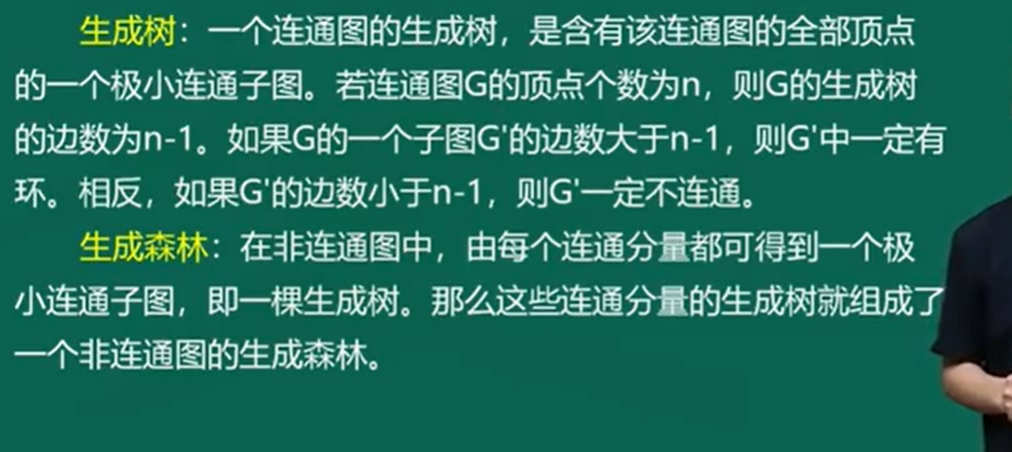 生成树：一个连通图的生成树，是含有该连通图的全部顶点
的一个极小连通子图。若连通图G的顶点个数为n，则G的生成树
的边数为n-1。如果G的一个子图G'的边数大于n-1，则G'中一定有
环。相反，如果G'的边数小于n-1，则G'一定不连通。
生成森林：在非连通图中，由每个连通分量都可得到一个极
小连通子图，即一棵生成树。那么这些连通分量的生成树就组成了
一个非连通图的生成森林。